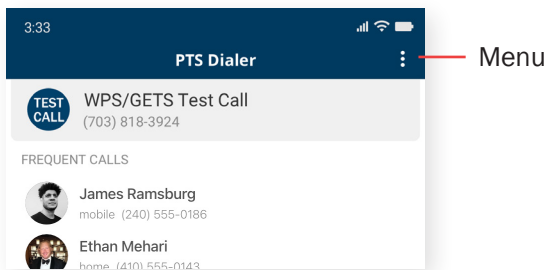 3:33
PTS Dialer
Menu
TEST CALL
WPS/GETS Test Call
(703) 818-3924
FREQUENT CALLS
James Ramsburg
mobile (240) 555-0186
Ethan Mehari
home (410) 555-0143